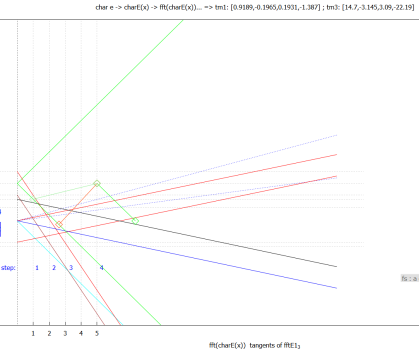 char e -> charE(x) -> fft(charE(x))... => tm1: [0.9189,-0.1965,0.1931,-1.387] ; tm3: [14.7,-3.145,3.09,-22.19]
step: 1 2 3 4
fs : a
1 2 3 4 5
fft(charE(x)) tangents of fftE1₃